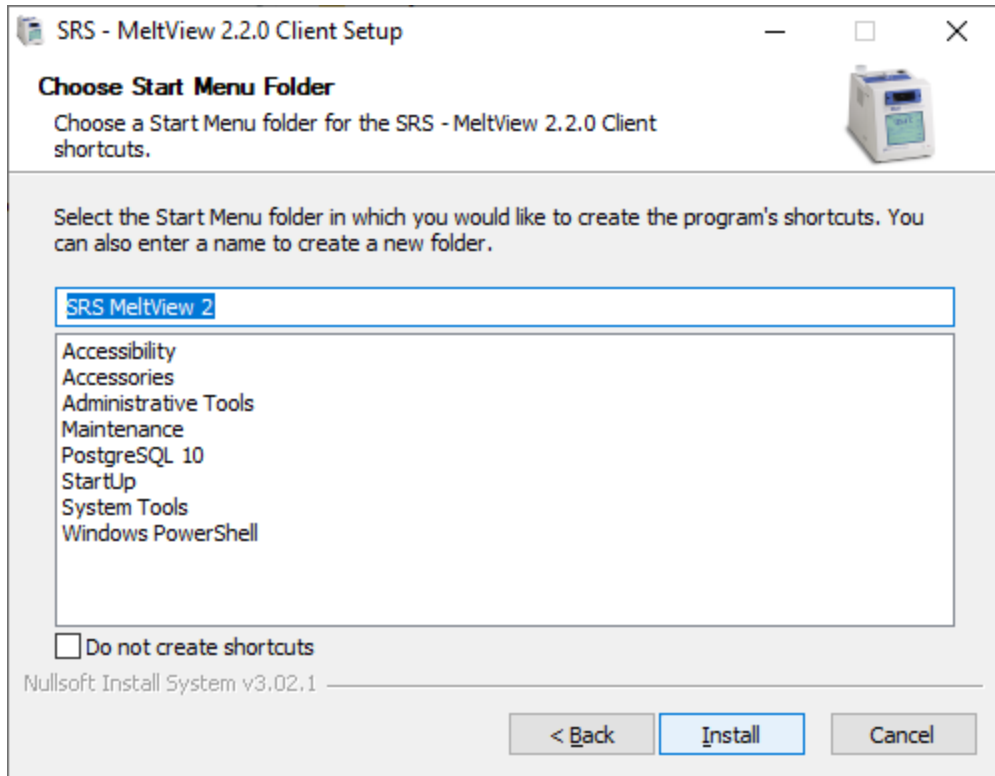 SRS - MeltView 2.2.0 Client Setup
Choose Start Menu Folder
Choose a Start Menu folder for the SRS - MeltView 2.2.0 Client
shortcuts.
Select the Start Menu folder in which you would like to create the program's shortcuts. You
can also enter a name to create a new folder.
SRS MeltView 2
Accessibility
Accessories
Administrative Tools
Maintenance
PostgreSQL 10
StartUp
System Tools
Windows PowerShell
Do not create shortcuts
Nullsoft Install System v3.02.1
< Back
Install
Cancel